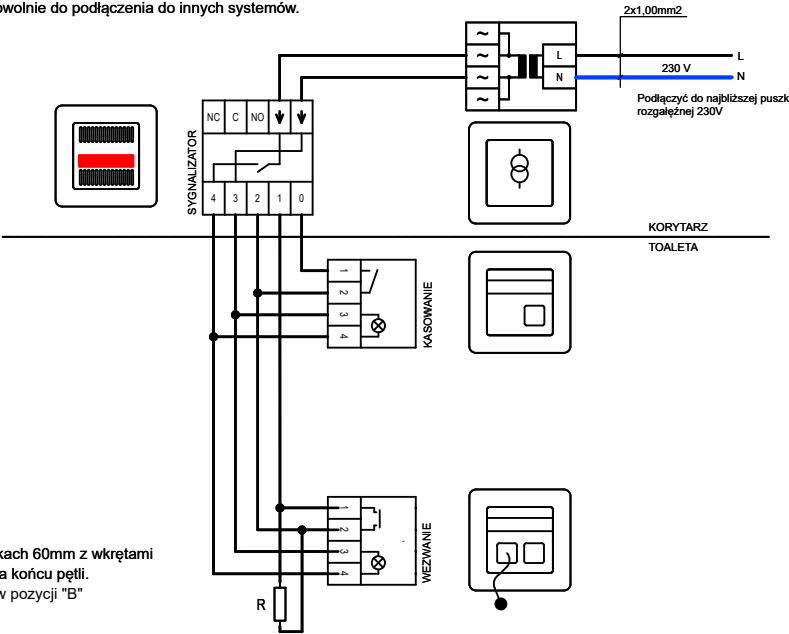 owolnie do podłączenia do innych systemów.
2x1,00mm2
~
~
~
~
L
N
230 V
L
N
Podłączyć do najbliższej puszk
rozgałęźnej 230V
NC C NO
SYGNALIZATOR
4 3 2 1 0
KORYTARZ
TOALETA
1
2
3
4
KASOWANIE
1
2
3
4
WEZWANIE
kach 60mm z wkrętami
a końcu pętli.
w pozycji "B"
R